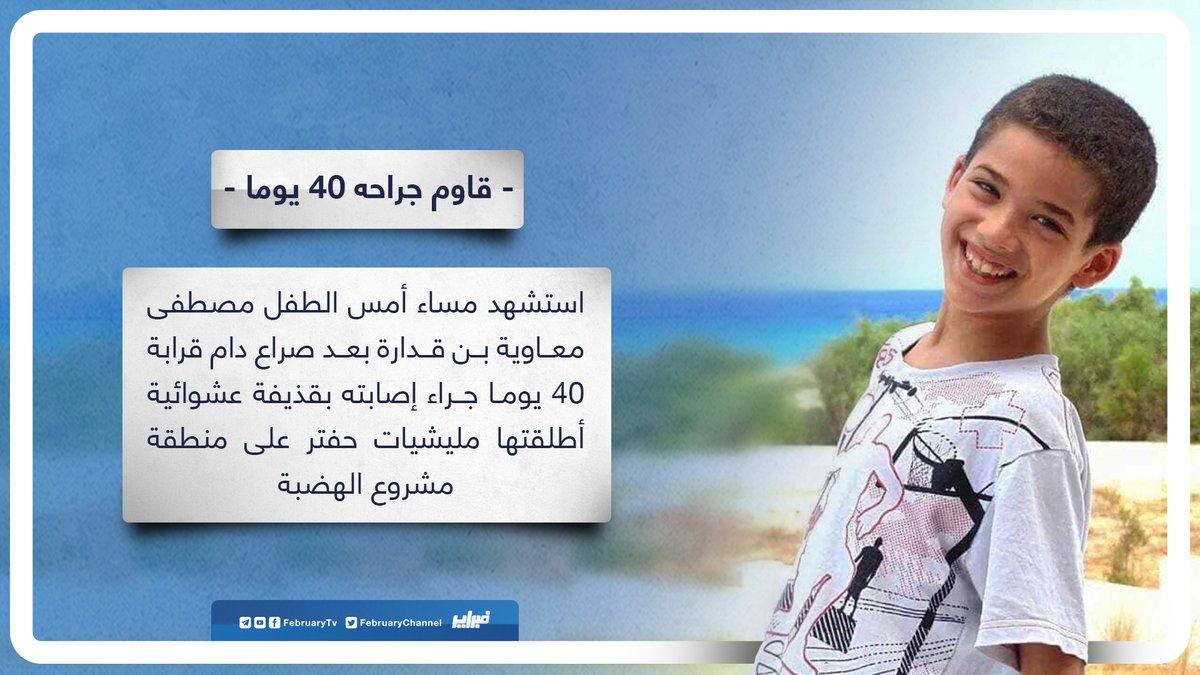 - قاوم جراحه 40 يوما -
استشهد مساء أمس الطفل مصطفى
معاوية بن قدارة بعد صراع دام قرابة
40 يوما جراء إصابته بقذيفة عشوائية
أطلقتها مليشيات حفتر على منطقة
مشروع الهضبة
FebruaryTv FebruaryChannel فبراير